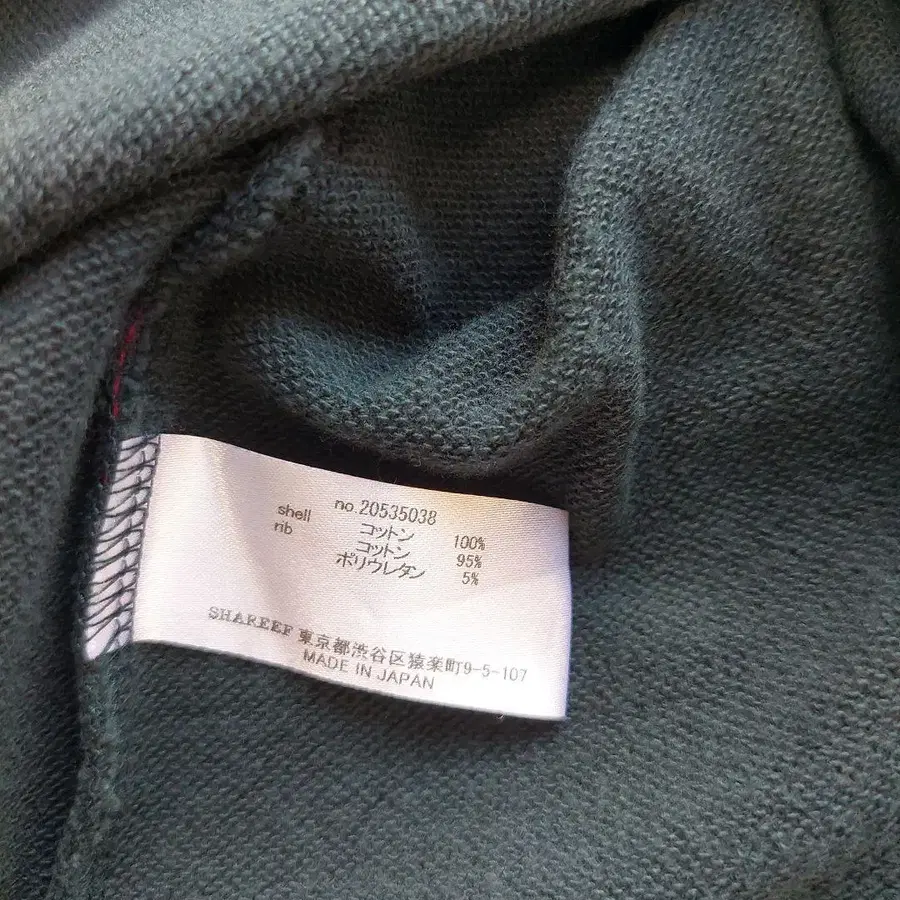 no.20535038
shell コットン 100%
rib コットン 95%
ポリウレタン 5%
SHAREEF 東京都渋谷区猿楽町9-5-107
MADE IN JAPAN